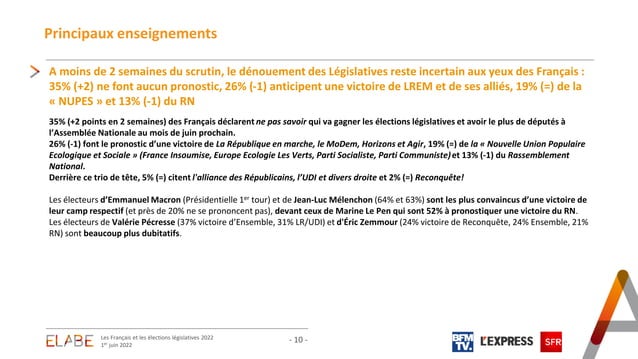 Principaux enseignements
A moins de 2 semaines du scrutin, le dénouement des Législatives reste incertain aux yeux des Français :
35% (+2) ne font aucun pronostic, 26% (-1) anticipent une victoire de LREM et de ses alliés, 19% (=) de la
« NUPES » et 13% (-1) du RN
35% (+2 points en 2 semaines) des Français déclarent ne pas savoir qui va gagner les élections législatives et avoir le plus de députés à
l'Assemblée Nationale au mois de juin prochain.
26% (-1) font le pronostic d'une victoire de La République en marche, le MoDem, Horizons et Agir, 19% (=) de la « Nouvelle Union Populaire
Ecologique et Sociale » (France Insoumise, Europe Ecologie Les Verts, Parti Socialiste, Parti Communiste) et 13% (-1) du Rassemblement
National.
Derrière ce trio de tête, 5% (=) citent l'alliance des Républicains, l'UDI et divers droite et 2% (=) Reconquête!
Les électeurs d'Emmanuel Macron (Présidentielle 1er tour) et de Jean-Luc Mélenchon (64% et 63%) sont les plus convaincus d'une victoire de
leur camp respectif (et près de 20% ne se prononcent pas), devant ceux de Marine Le Pen qui sont 52% à pronostiquer une victoire du RN.
Les électeurs de Valérie Pécresse (37% victoire d'Ensemble, 31% LR/UDI) et d'Éric Zemmour (24% victoire de Reconquête, 24% Ensemble, 21%
RN) sont beaucoup plus dubitatifs.
ELABE
Les Français et les élections législatives 2022
1er juin 2022
- 10 -
BFM
TV.
L'EXPRESS
SFR